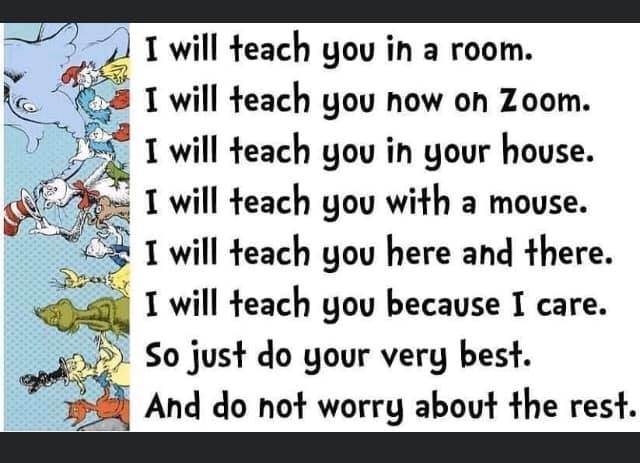 I will teach you in a room.
I will teach you now on Zoom.
I will teach you in your house.
I will teach you with a mouse.
I will teach you here and there.
I will teach you because I care.
So just do your very best.
And do not worry about the rest.